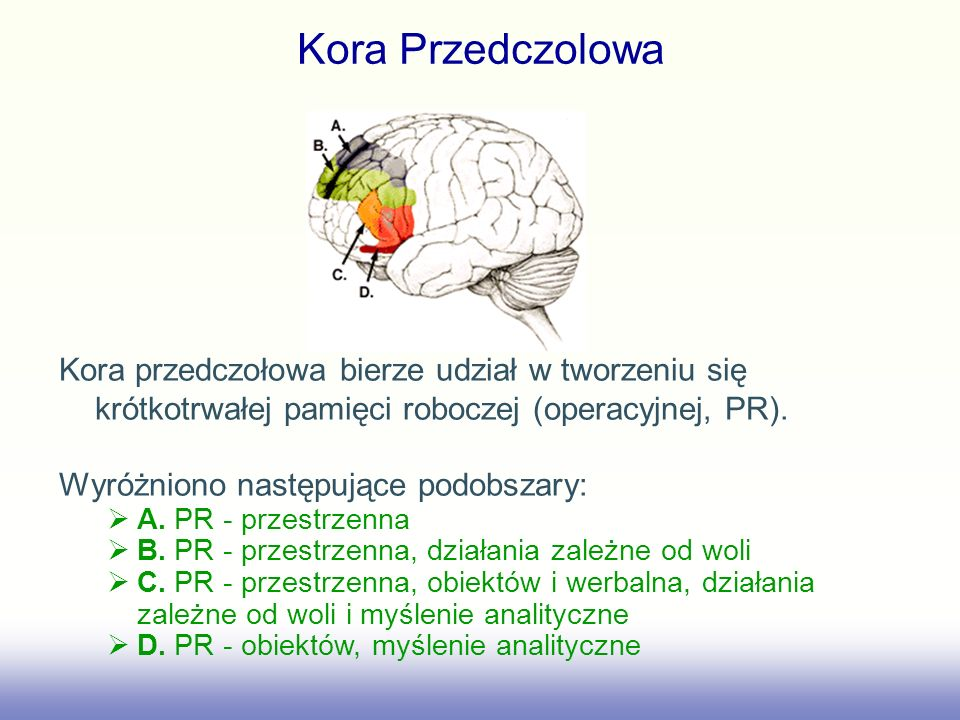 Kora Przedczolowa
A.
B.
C.
D.
Kora przedczołowa bierze udział w tworzeniu się
krótkotrwałej pamięci roboczej (operacyjnej, PR).
Wyróżniono następujące podobszary:
➢ A. PR - przestrzenna
➢ B. PR - przestrzenna, działania zależne od woli
➢ C. PR - przestrzenna, obiektów i werbalna, działania
zależne od woli i myślenie analityczne
➢ D. PR - obiektów, myślenie analityczne